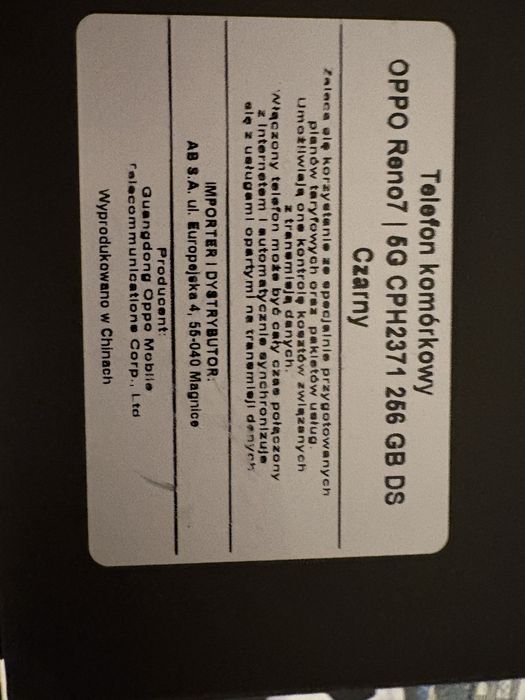 Telefon komórkowy
OPPO Reno7 | 5G CPH2371 256 GB DS
Czarny
Zaleca się korzystanie ze specjalnie przygotowanych
planów taryfowych oraz pakietów usług.
Umożliwiają one kontrolę kosztów związanych
z transmisją danych.
Włączony telefon może być cały czas połączony
z Internetem i automatycznie synchronizuje
się z usługami opartymi na transmisji danych
IMPORTER I DYSTRYBUTOR:
AB S.A. ul. Europejska 4, 55-040 Magnice
Producent:
Guangdong Oppo Mobile
Telecommunications Corp., Ltd
Wyprodukowano w Chinach